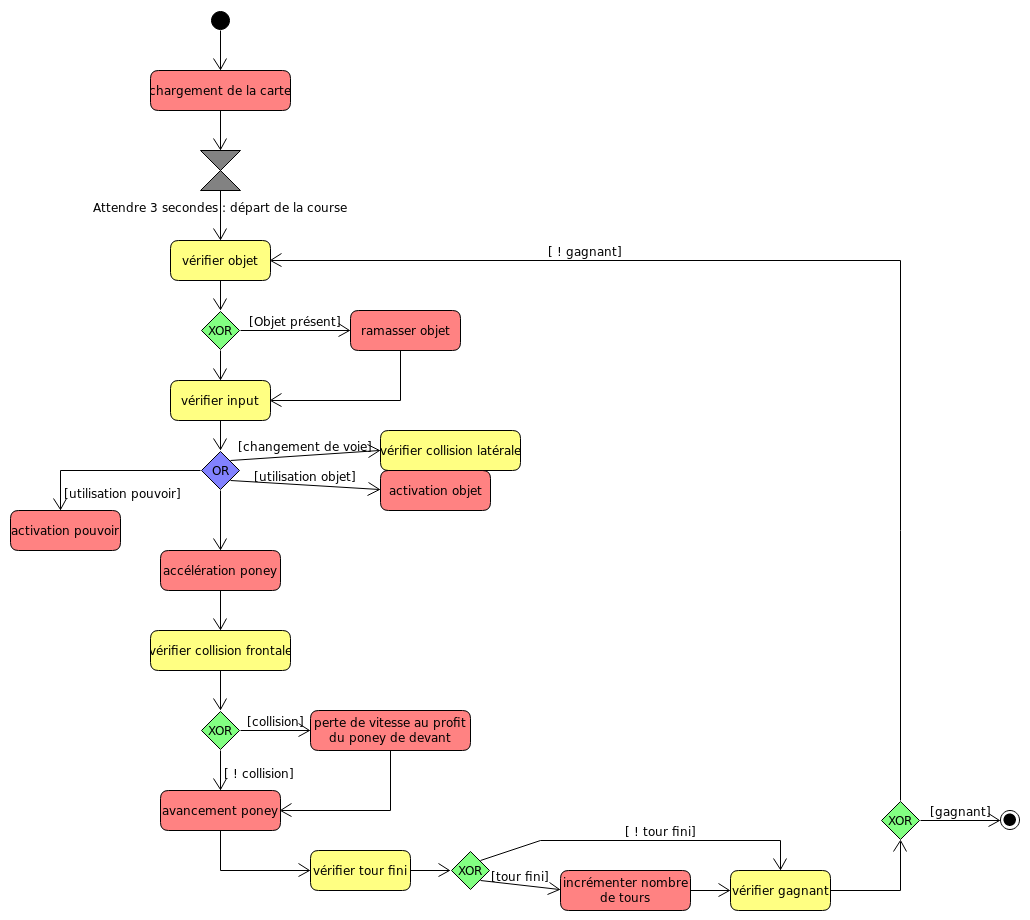 chargement de la carte
Attendre 3 secondes : départ de la course
vérifier objet
[ ! gagnant]
XOR
[Objet présent]
ramasser objet
vérifier input
[changement de voie]
vérifier collision latérale
OR
[utilisation objet]
activation objet
[utilisation pouvoir]
activation pouvoir
accélération poney
vérifier collision frontale
XOR
[collision]
perte de vitesse au profit
du poney de devant
[ ! collision]
avancement poney
[gagnant]
XOR
[ ! tour fini]
vérifier tour fini
XOR
[tour fini]
incrémenter nombre
de tours
vérifier gagnant